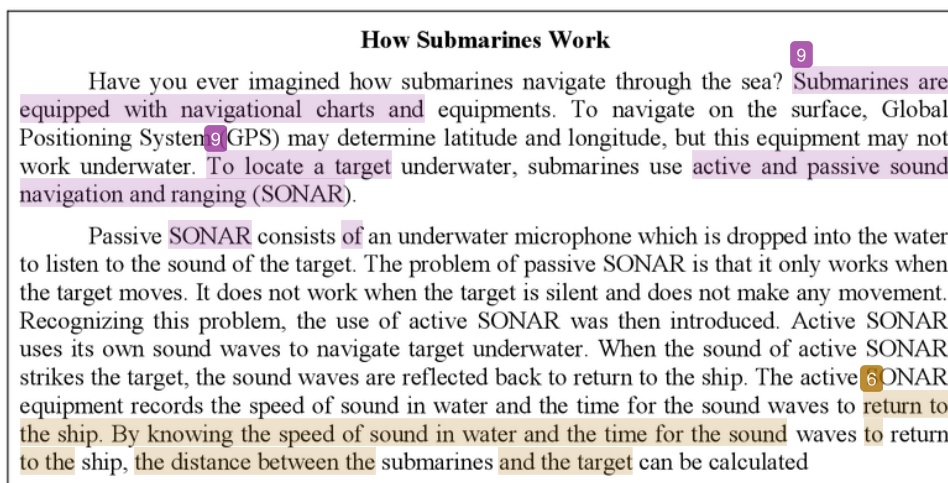 How Submarines Work
9
Have you ever imagined how submarines navigate through the sea? Submarines are
equipped with navigational charts and equipments. To navigate on the surface, Global
Positioning System 9 (GPS) may determine latitude and longitude, but this equipment may not
work underwater. To locate a target underwater, submarines use active and passive sound
navigation and ranging (SONAR).
Passive SONAR consists of an underwater microphone which is dropped into the water
to listen to the sound of the target. The problem of passive SONAR is that it only works when
the target moves. It does not work when the target is silent and does not make any movement.
Recognizing this problem, the use of active SONAR was then introduced. Active SONAR
uses its own sound waves to navigate target underwater. When the sound of active SONAR
strikes the target, the sound waves are reflected back to return to the ship. The active 6 SONAR
equipment records the speed of sound in water and the time for the sound waves to return to
the ship. By knowing the speed of sound in water and the time for the sound waves to return
to the ship, the distance between the submarines and the target can be calculated